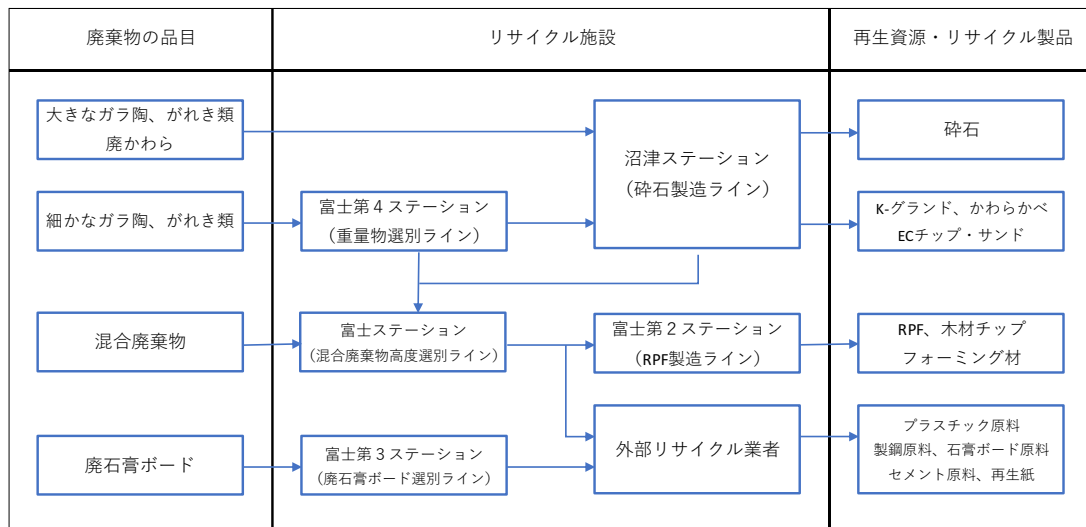 廃棄物の品目
リサイクル施設
再生資源・リサイクル製品
大きなガラ陶、がれき類
廃かわら
沼津ステーション
（砕石製造ライン）
砕石
細かなガラ陶、がれき類
富士第４ステーション
（重量物選別ライン）
K-グランド、かわらかべ
ECチップ・サンド
混合廃棄物
富士ステーション
（混合廃棄物高度選別ライン）
富士第２ステーション
（RPF製造ライン）
RPF、木材チップ
フォーミング材
廃石膏ボード
富士第３ステーション
（廃石膏ボード選別ライン）
外部リサイクル業者
プラスチック原料
製鋼原料、石膏ボード原料
セメント原料、再生紙